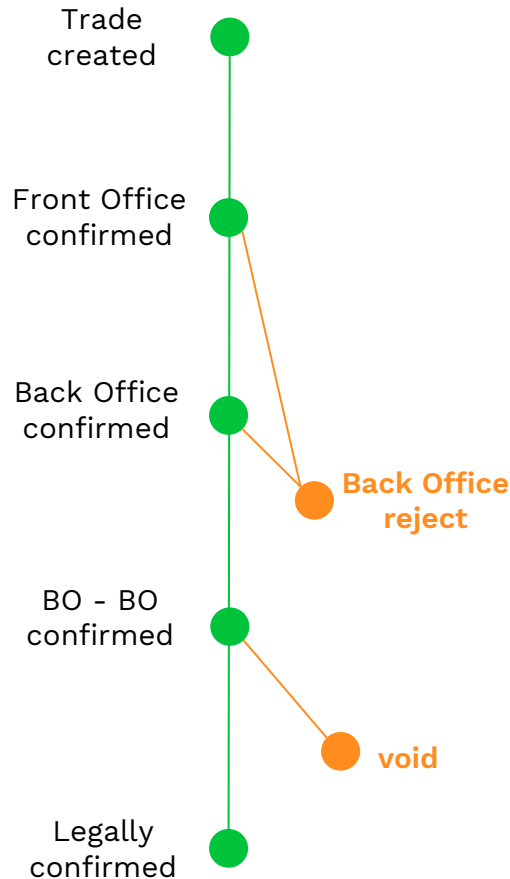 Trade
created
Front Office
confirmed
Back Office
confirmed
Back Office
reject
BO - BO
confirmed
void
Legally
confirmed